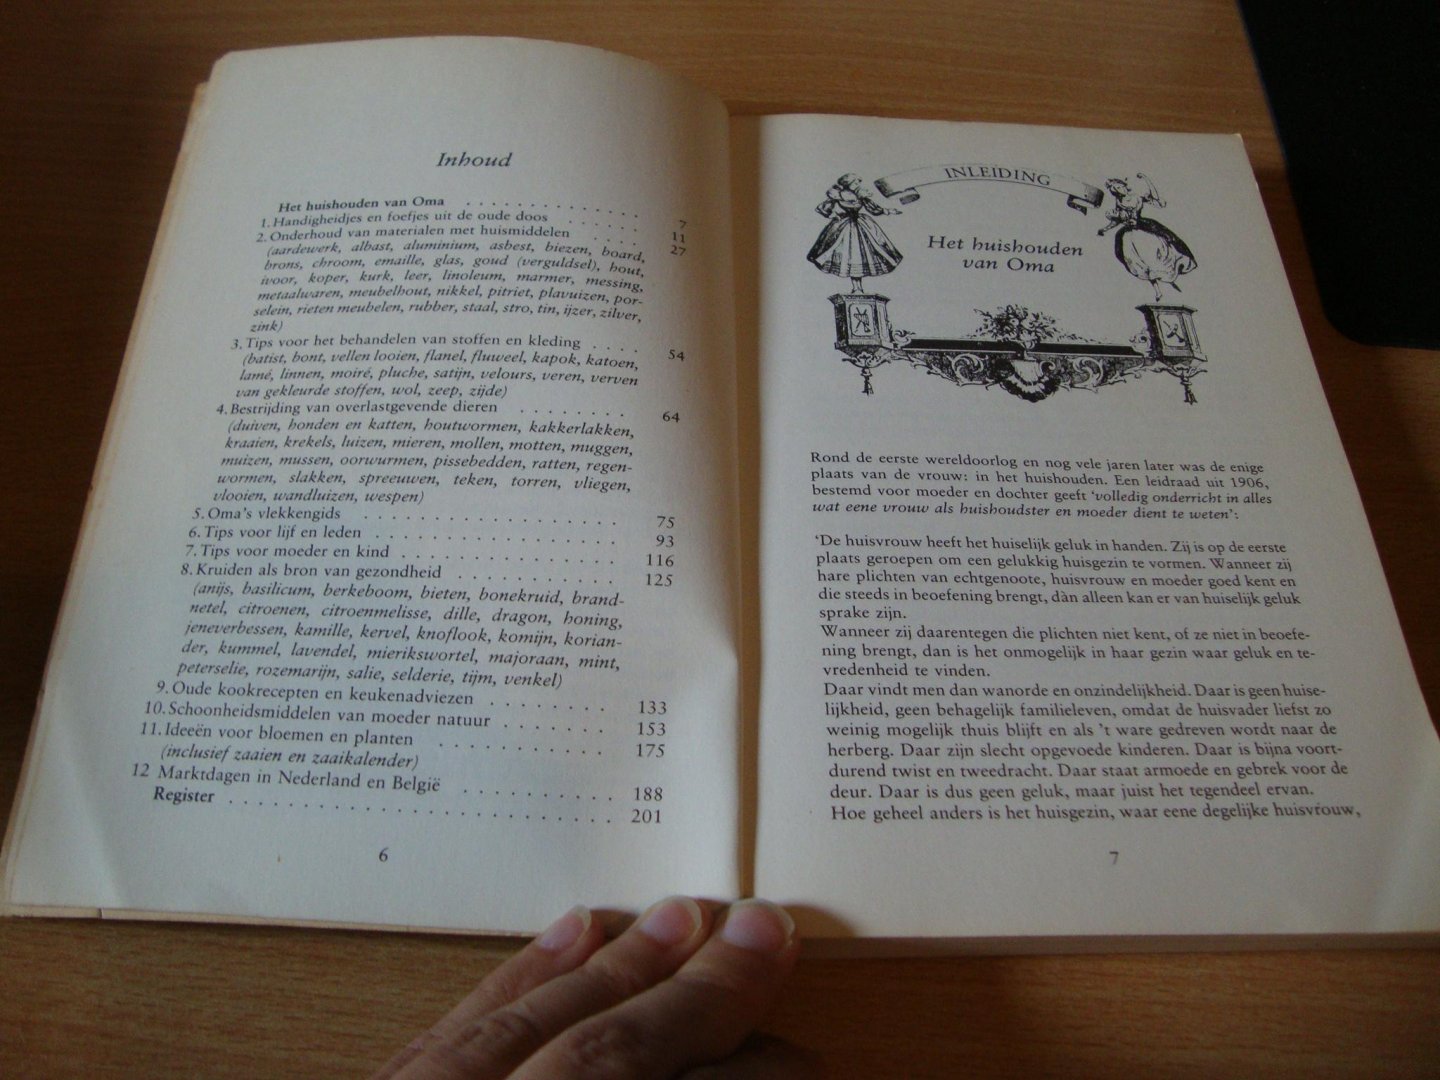 Inhoud
Het huishouden van Oma . . . . . . . . . . . . . . 7
1. Handigheidjes en foefjes uit de oude doos . . . . . . 11
2. Onderhoud van materialen met huismiddelen . . . . 27
(aardewerk, albast, aluminium, asbest, biezen, board,
brons, chroom, emaille, glas, goud (verguldsel), hout,
ivoor, koper, kurk, leer, linoleum, marmer, messing,
metaalwaren, meubelhout, nikkel, pitriet, plavuizen, por-
selein, rieten meubelen, rubber, staal, stro, tin, ijzer, zilver,
zink)
3. Tips voor het behandelen van stoffen en kleding . . . . 54
(batist, bont, vellen looien, flanel, fluweel, kapok, katoen,
lamé, linnen, moiré, pluche, satijn, velours, veren, verven
van gekleurde stoffen, wol, zeep, zijde)
4. Bestrijding van overlastgevende dieren . . . . . . . . 64
(duiven, honden en katten, houtwormen, kakkerlakken,
kraaien, krekels, luizen, mieren, mollen, motten, muggen,
muizen, mussen, oorwurmen, pissebedden, ratten, regen-
wormen, slakken, spreeuwen, teken, torren, vliegen,
vlooien, wandluizen, wespen)
5. Oma's vlekkengids . . . . . . . . . . . . . . . . . . 75
6. Tips voor lijf en leden . . . . . . . . . . . . . . . . 93
7. Tips voor moeder en kind . . . . . . . . . . . . . . 116
8. Kruiden als bron van gezondheid . . . . . . . . . . . 125
(anijs, basilicum, berkeboom, bieten, bonekruid, brand-
netel, citroenen, citroenmelisse, dille, dragon, honing,
jeneverbessen, kamille, kervel, knoflook, komijn, korian-
der, kummel, lavendel, mierikswortel, majoraan, mint,
peterselie, rozemarijn, salie, selderie, tijm, venkel)
9. Oude kookrecepten en keukenadviezen . . . . . . . . 133
10. Schoonheidsmiddelen van moeder natuur . . . . . . 153
11. Ideeën voor bloemen en planten . . . . . . . . . . . 175
(inclusief zaaien en zaaikalender)
12 Marktdagen in Nederland en België . . . . . . . . . . 188
Register . . . . . . . . . . . . . . . . . . . . . . . . 201
6
INLEIDING
Het huishouden
van Oma
Rond de eerste wereldoorlog en nog vele jaren later was de enige
plaats van de vrouw: in het huishouden. Een leidraad uit 1906,
bestemd voor moeder en dochter geeft ‘volledig onderricht in alles
wat eene vrouw als huishoudster en moeder dient te weten’:
‘De huisvrouw heeft het huiselijk geluk in handen. Zij is op de eerste
plaats geroepen om een gelukkig huisgezin te vormen. Wanneer zij
hare plichten van echtgenoote, huisvrouw en moeder goed kent en
die steeds in beoefening brengt, dàn alleen kan er van huiselijk geluk
sprake zijn.
Wanneer zij daarentegen die plichten niet kent, of ze niet in beoefe-
ning brengt, dan is het onmogelijk in haar gezin waar geluk en te-
vredenheid te vinden.
Daar vindt men dan wanorde en onzindelijkheid. Daar is geen huise-
lijkheid, geen behagelijk familieleven, omdat de huisvader liefst zo
weinig mogelijk thuis blijft en als 't ware gedreven wordt naar de
herberg. Daar zijn slecht opgevoede kinderen. Daar is bijna voort-
durend twist en tweedracht. Daar staat armoede en gebrek voor de
deur. Daar is dus geen geluk, maar juist het tegendeel ervan.
Hoe geheel anders is het huisgezin, waar eene degelijke huisvrouw,
7